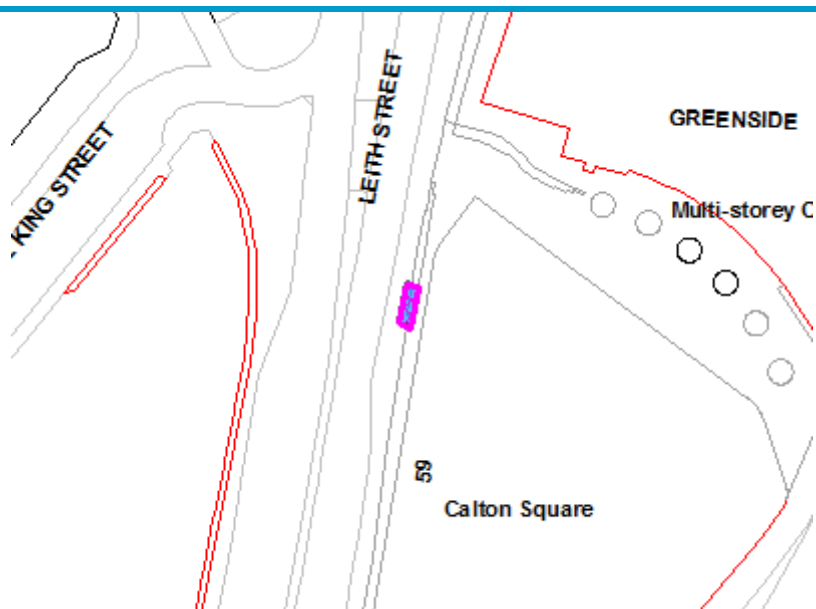 LEITH STREET
GREENSIDE
KING STREET
Multi-storey C
59
Calton Square